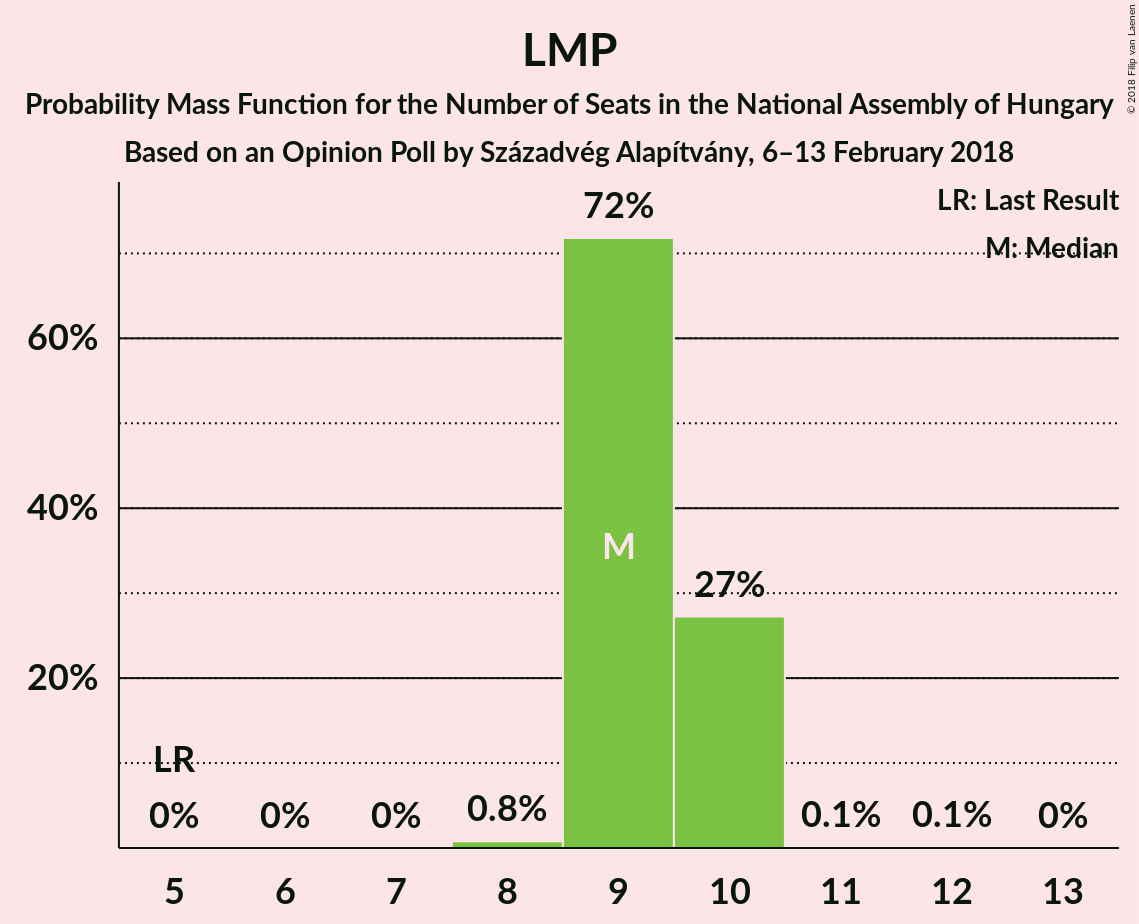 LMP
Probability Mass Function for the Number of Seats in the National Assembly of Hungary
Based on an Opinion Poll by Századvég Alapítvány, 6–13 February 2018
© 2018 Filip van Laenen
LR: Last Result
M: Median
72%
60%
40%
20%
M
27%
LR
0%
0%
0%
0.8%
0.1%
0.1%
0%
5 6 7 8 9 10 11 12 13